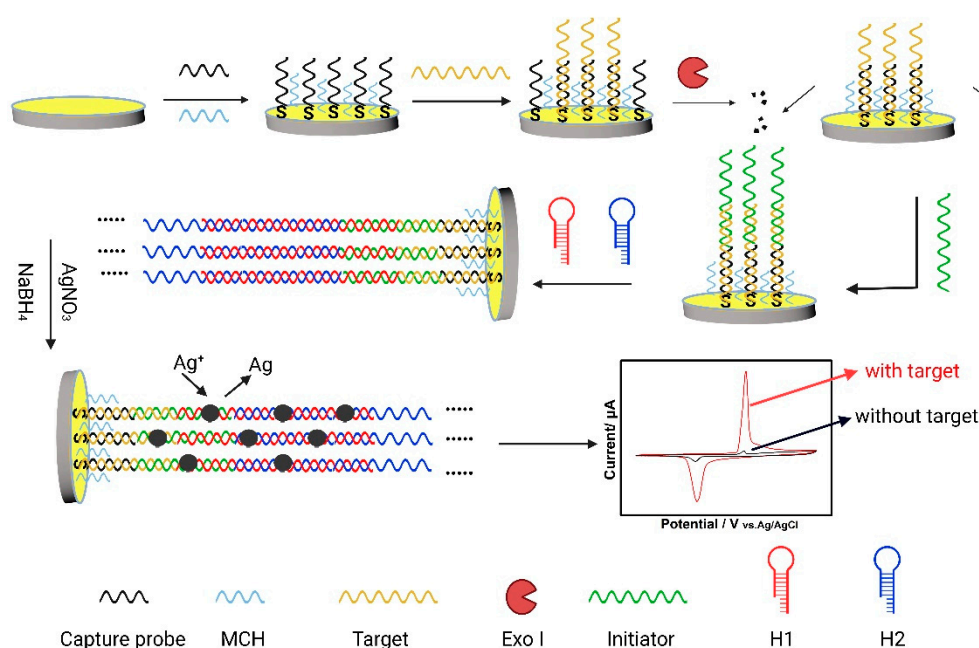 S S S S S
S S S S S
S S S
S S S
S S S
AgNO₃
NaBH₄
Ag⁺
Ag
S S S
with target
without target
Current/ µA
Potential / V vs.Ag/AgCl
Capture probe
MCH
Target
Exo I
Initiator
H1
H2